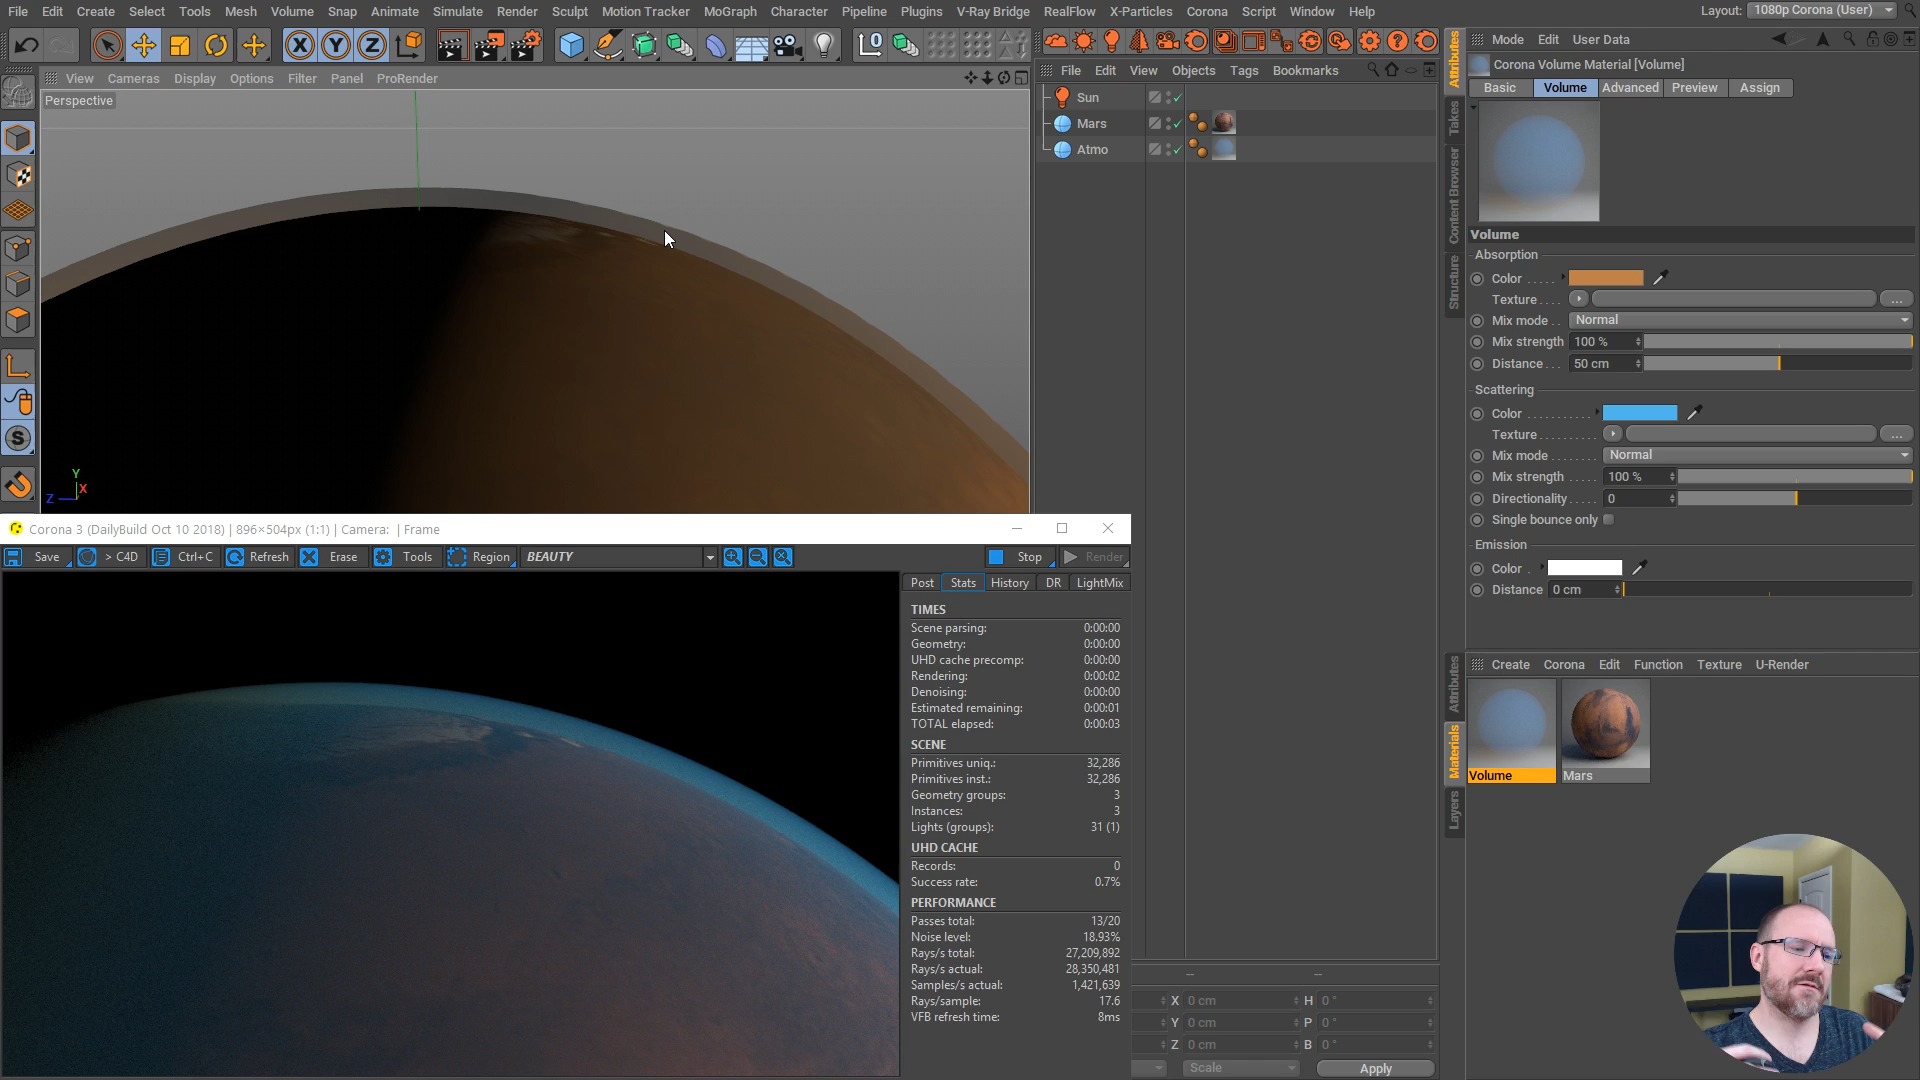 File Edit Create Select Tools Mesh Volume Snap Animate Simulate Render Sculpt Motion Tracker MoGraph Character Pipeline Plugins V-Ray Bridge RealFlow X-Particles Corona Script Window Help
Layout: 1080p Corona (User)
X Y Z
View Cameras Display Options Filter Panel ProRender
Perspective
Y
X
Z
S
File Edit View Objects Tags Bookmarks
Sun
Mars
Atmo
Attributes
Takes
Content Browser
Structure
Mode Edit User Data
Corona Volume Material [Volume]
Basic Volume Advanced Preview Assign
Volume
Absorption
Color
Texture ...
Mix mode Normal
Mix strength 100 %
Distance 50 cm
Scattering
Color
Texture ...
Mix mode Normal
Mix strength 100 %
Directionality 0
Single bounce only
Emission
Color
Distance 0 cm
Attributes
Materials
Layers
Create Corona Edit Function Texture U-Render
Volume Mars
Corona 3 (DailyBuild Oct 10 2018) | 896×504px (1:1) | Camera: | Frame
Save > C4D Ctrl+C Refresh Erase Tools Region BEAUTY Stop Render
Post Stats History DR LightMix
TIMES
Scene parsing: 0:00:00
Geometry: 0:00:00
UHD cache precomp: 0:00:00
Rendering: 0:00:02
Denoising: 0:00:00
Estimated remaining: 0:00:01
TOTAL elapsed: 0:00:03
SCENE
Primitives uniq.: 32,286
Primitives inst.: 32,286
Geometry groups: 3
Instances: 3
Lights (groups): 31 (1)
UHD CACHE
Records: 0
Success rate: 0.7%
PERFORMANCE
Passes total: 13/20
Noise level: 18.93%
Rays/s total: 27,209,892
Rays/s actual: 28,350,481
Samples/s actual: 1,421,639
Rays/sample: 17.6
VFB refresh time: 8ms
-- --
X 0 cm H 0 °
Y 0 cm P 0 °
Z 0 cm B 0 °
Scale Apply